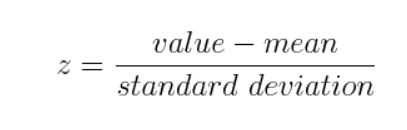 z = value − mean / standard deviation